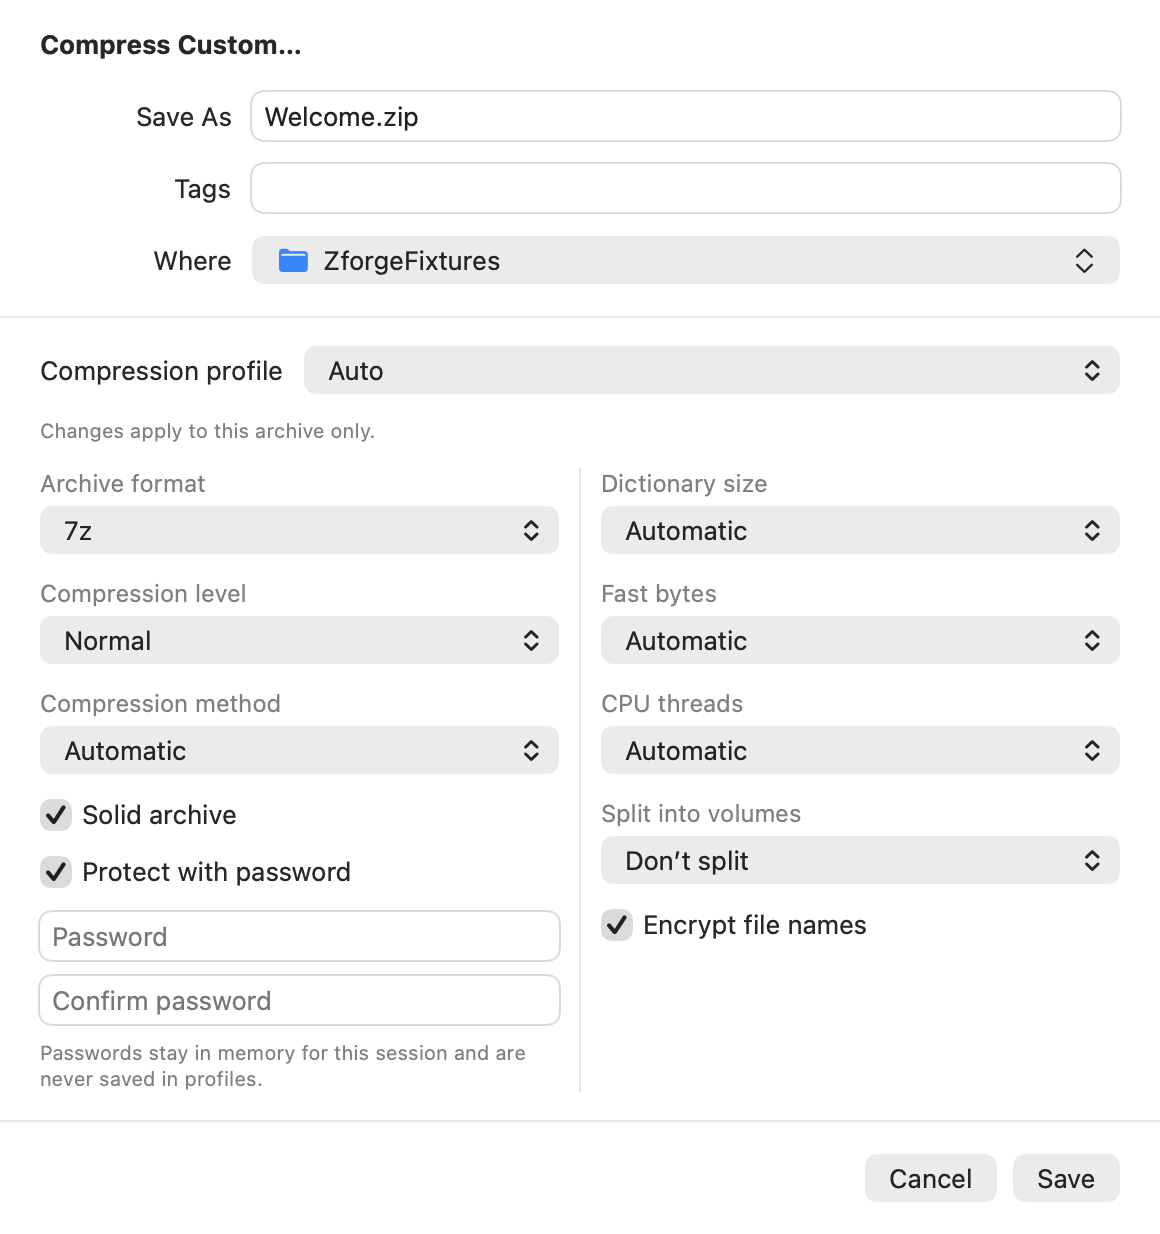 Compress Custom...
Save As
Welcome.zip
Tags
Where
ZforgeFixtures
Compression profile
Auto
Changes apply to this archive only.
Archive format
7z
Compression level
Normal
Compression method
Automatic
Solid archive
Protect with password
Password
Confirm password
Passwords stay in memory for this session and are
never saved in profiles.
Dictionary size
Automatic
Fast bytes
Automatic
CPU threads
Automatic
Split into volumes
Don’t split
Encrypt file names
Cancel
Save